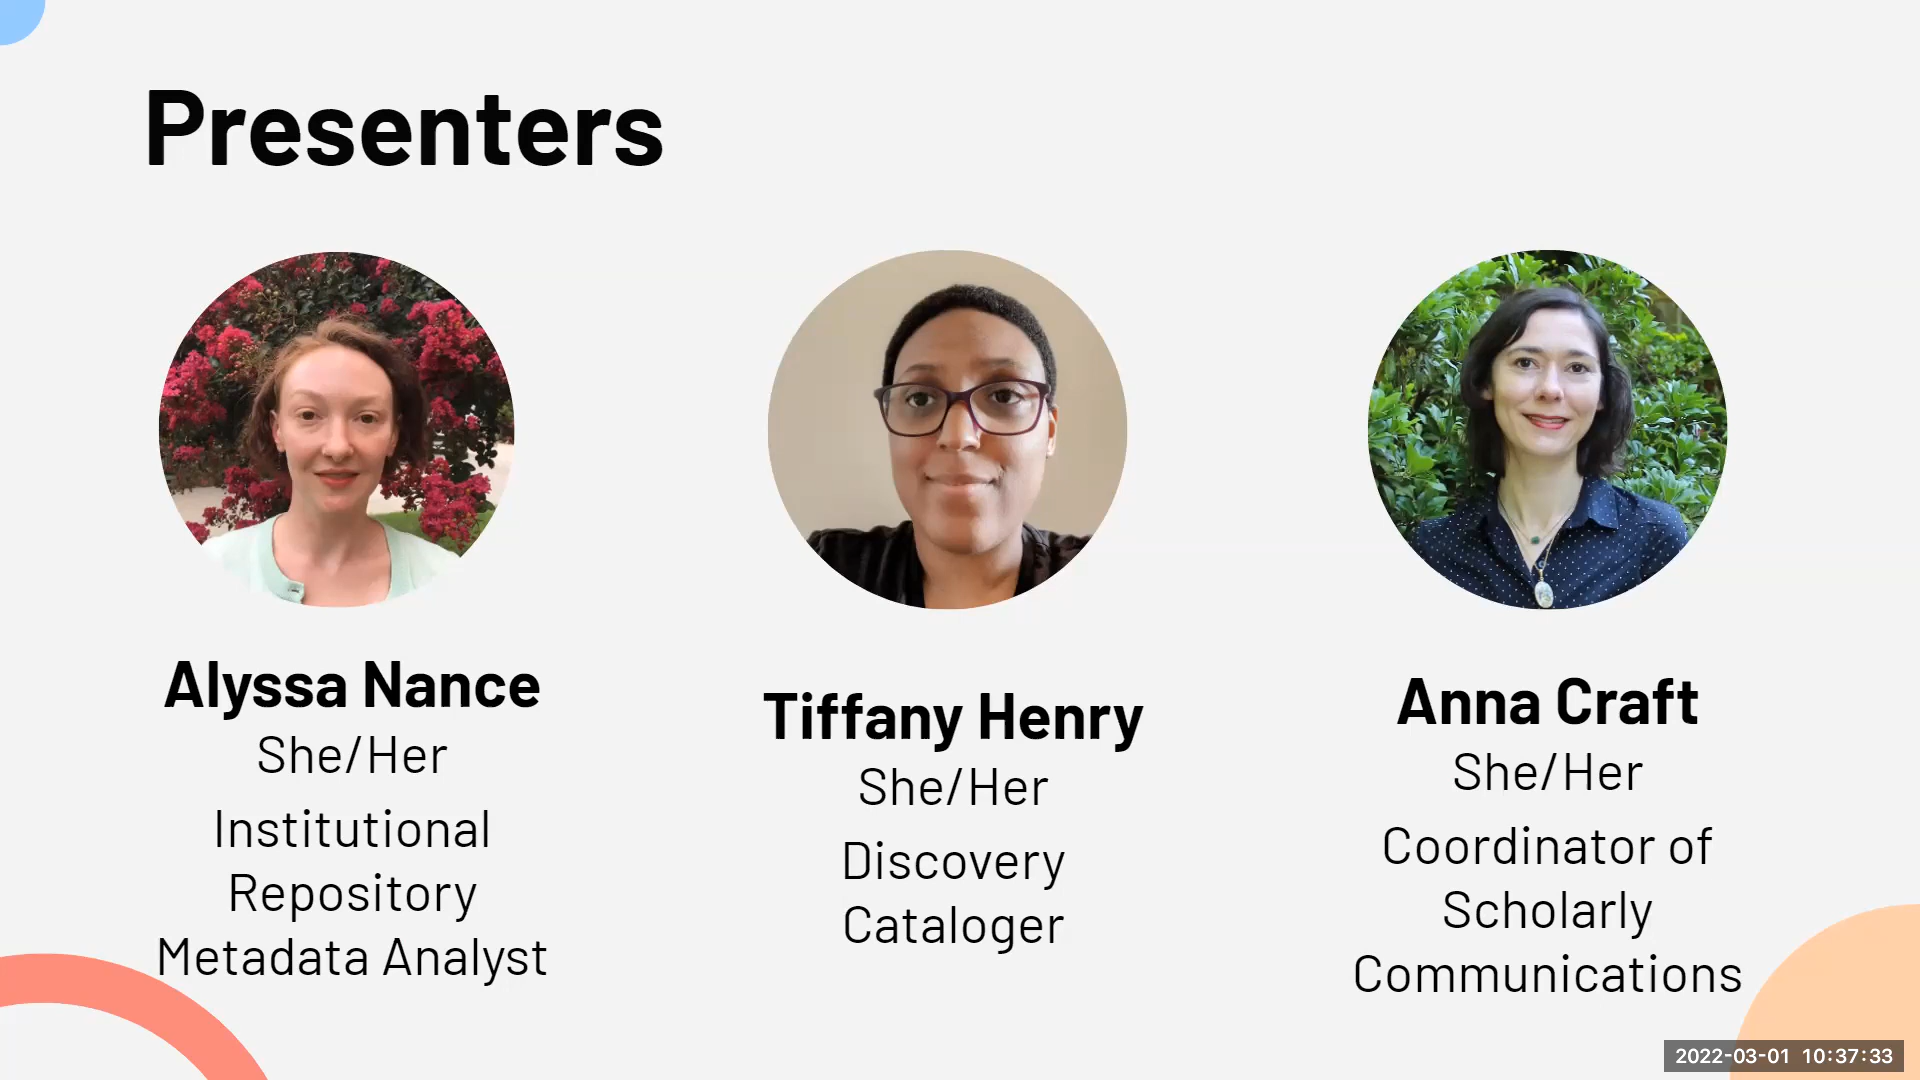 Presenters
Alyssa Nance
She/Her
Institutional
Repository
Metadata Analyst
Tiffany Henry
She/Her
Discovery
Cataloger
Anna Craft
She/Her
Coordinator of
Scholarly
Communications
2022-03-01 10:37:33